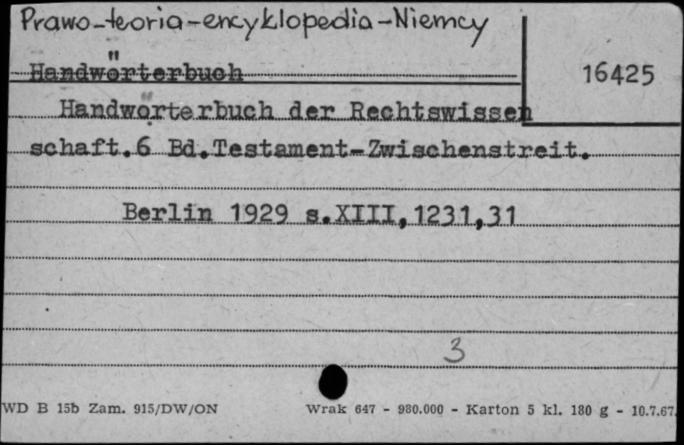 Prawo-teoria-encyklopedia-Niemcy
Handwörterbuch
16425
Handwörterbuch der Rechtswissen
schaft.6 Bd.Testament-Zwischenstreit.
Berlin 1929 s.XIII,1231,31
3
WD B 15b Zam. 915/DW/ON
Wrak 647 - 980.000 - Karton 5 kl. 180 g - 10.7.67.